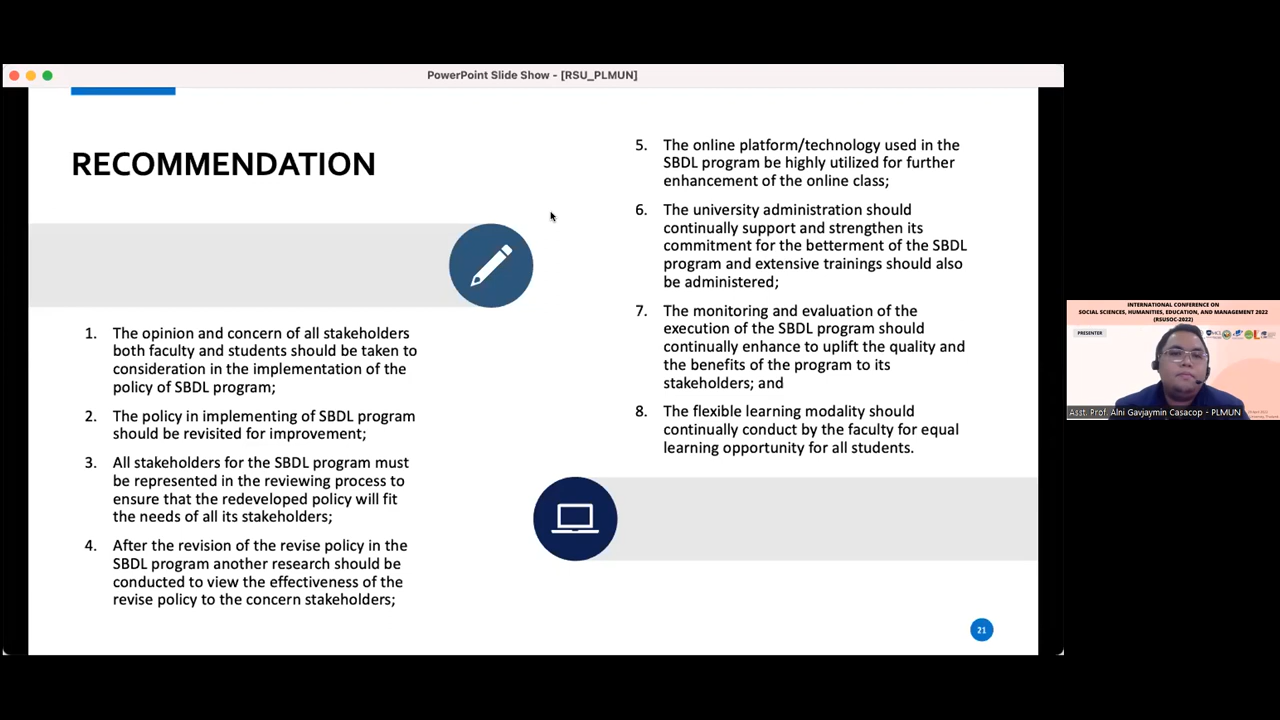 PowerPoint Slide Show - [RSU_PLMUN]
RECOMMENDATION
1. The opinion and concern of all stakeholders
both faculty and students should be taken to
consideration in the implementation of the
policy of SBDL program;
2. The policy in implementing of SBDL program
should be revisited for improvement;
3. All stakeholders for the SBDL program must
be represented in the reviewing process to
ensure that the redeveloped policy will fit
the needs of all its stakeholders;
4. After the revision of the revise policy in the
SBDL program another research should be
conducted to view the effectiveness of the
revise policy to the concern stakeholders;
5. The online platform/technology used in the
SBDL program be highly utilized for further
enhancement of the online class;
6. The university administration should
continually support and strengthen its
commitment for the betterment of the SBDL
program and extensive trainings should also
be administered;
7. The monitoring and evaluation of the
execution of the SBDL program should
continually enhance to uplift the quality and
the benefits of the program to its
stakeholders; and
8. The flexible learning modality should
continually conduct by the faculty for equal
learning opportunity for all students.
21
INTERNATIONAL CONFERENCE ON
SOCIAL SCIENCES, HUMANITIES, EDUCATION, AND MANAGEMENT 2022
(RSUSOC-2022)
PRESENTER
Asst. Prof. Alni Gavjaymin Casacop - PLMUN